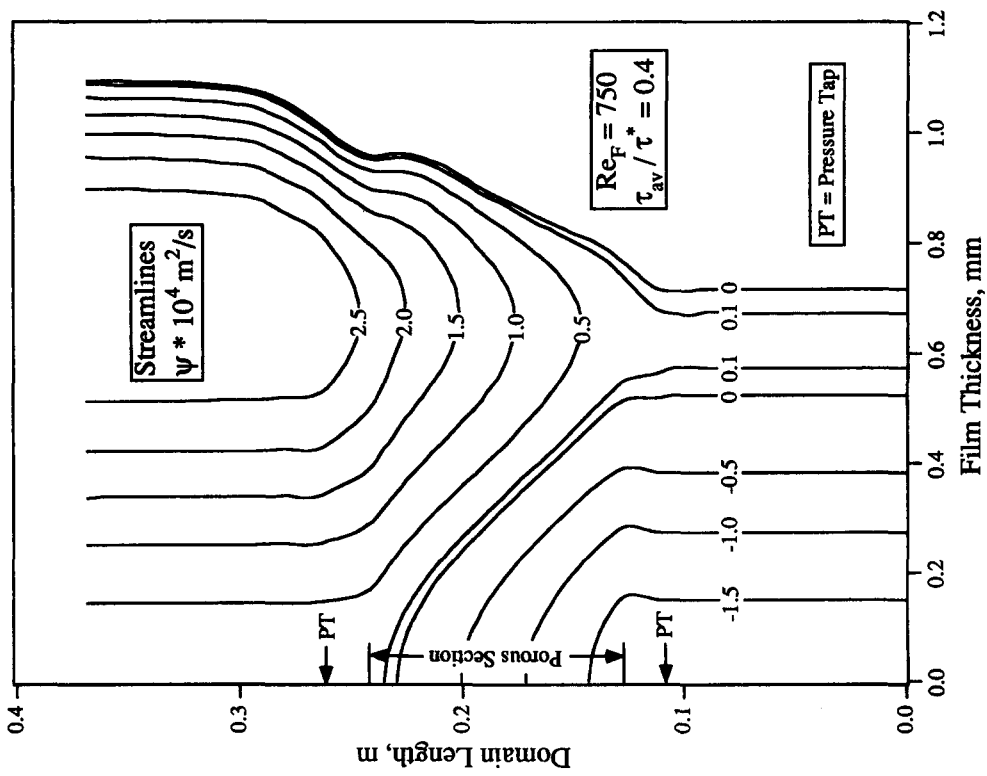 Streamlines
ψ * 10⁴ m²/s
Re_F = 750
τ_av / τ* = 0.4
PT = Pressure Tap
2.5
2.0
1.5
1.0
0.5
0
0.1
0.1
0
-0.5
-1.0
-1.5
PT
Porous Section
PT
Domain Length, m
0.4
0.3
0.2
0.1
0.0
Film Thickness, mm
0.0
0.2
0.4
0.6
0.8
1.0
1.2